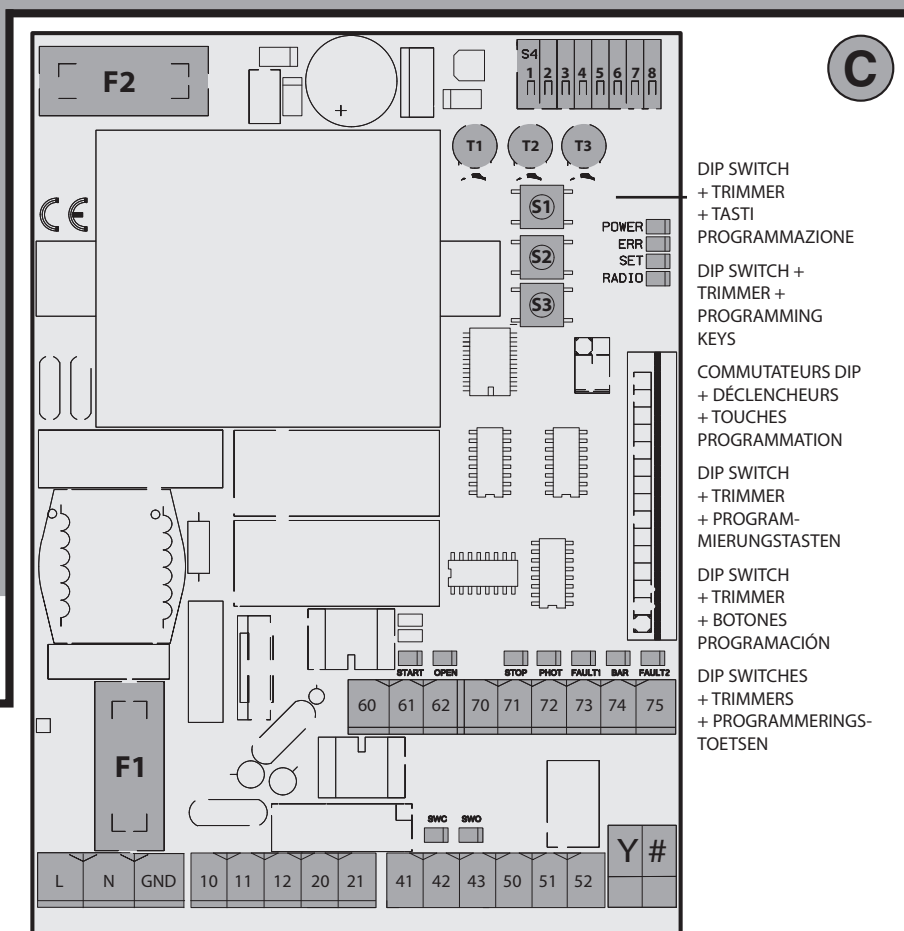 F2
S4
1 2 3 4 5 6 7 8
C
+
T1 T2 T3
CE
S1
S2
S3
POWER
ERR
SET
RADIO
DIP SWITCH
+ TRIMMER
+ TASTI
PROGRAMMAZIONE
DIP SWITCH +
TRIMMER +
PROGRAMMING
KEYS
COMMUTATEURS DIP
+ DÉCLENCHEURS
+ TOUCHES
PROGRAMMATION
DIP SWITCH
+ TRIMMER
+ PROGRAM-
MIERUNGSTASTEN
DIP SWITCH
+ TRIMMER
+ BOTONES
PROGRAMACIÓN
DIP SWITCHES
+ TRIMMERS
+ PROGRAMMERINGS-
TOETSEN
START OPEN STOP PHOT FAULT1 BAR FAULT2
60 61 62 70 71 72 73 74 75
F1
SWC SWO
Y #
L N GND 10 11 12 20 21 41 42 43 50 51 52